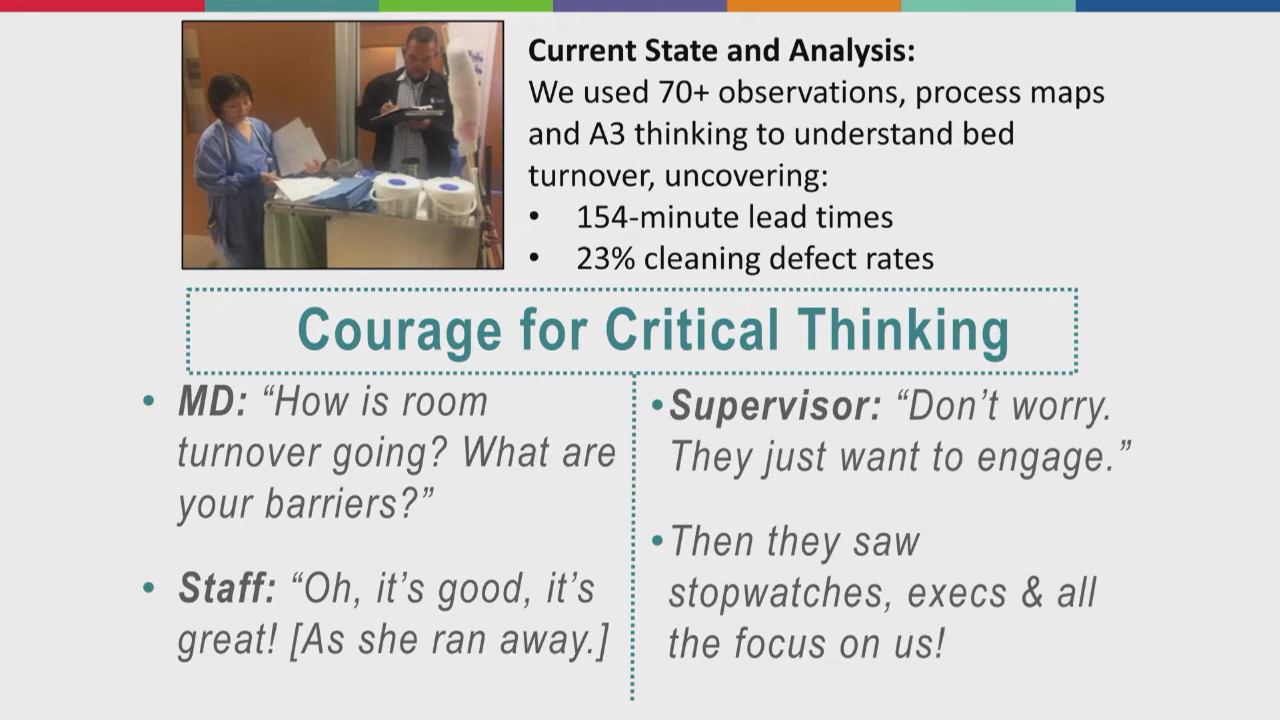 Current State and Analysis:
We used 70+ observations, process maps
and A3 thinking to understand bed
turnover, uncovering:
• 154-minute lead times
• 23% cleaning defect rates
Courage for Critical Thinking
• MD: “How is room
turnover going? What are
your barriers?”
• Staff: “Oh, it’s good, it’s
great! [As she ran away.]
• Supervisor: “Don’t worry.
They just want to engage.”
• Then they saw
stopwatches, execs & all
the focus on us!